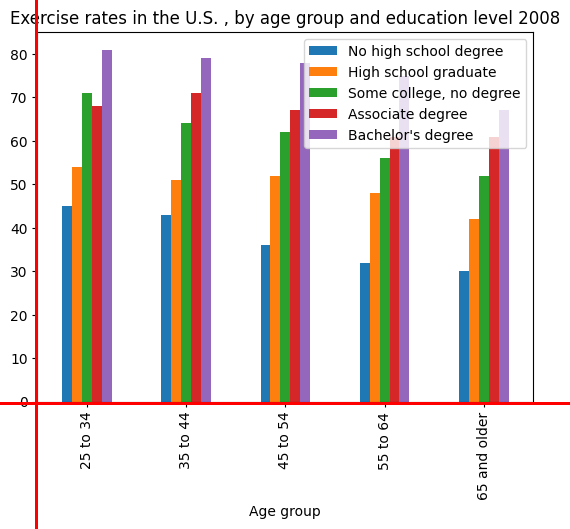 Exercise rates in the U.S. , by age group and education level 2008
80
70
60
50
40
30
20
10
0
No high school degree
High school graduate
Some college, no degree
Associate degree
Bachelor's degree
25 to 34
35 to 44
45 to 54
55 to 64
65 and older
Age group